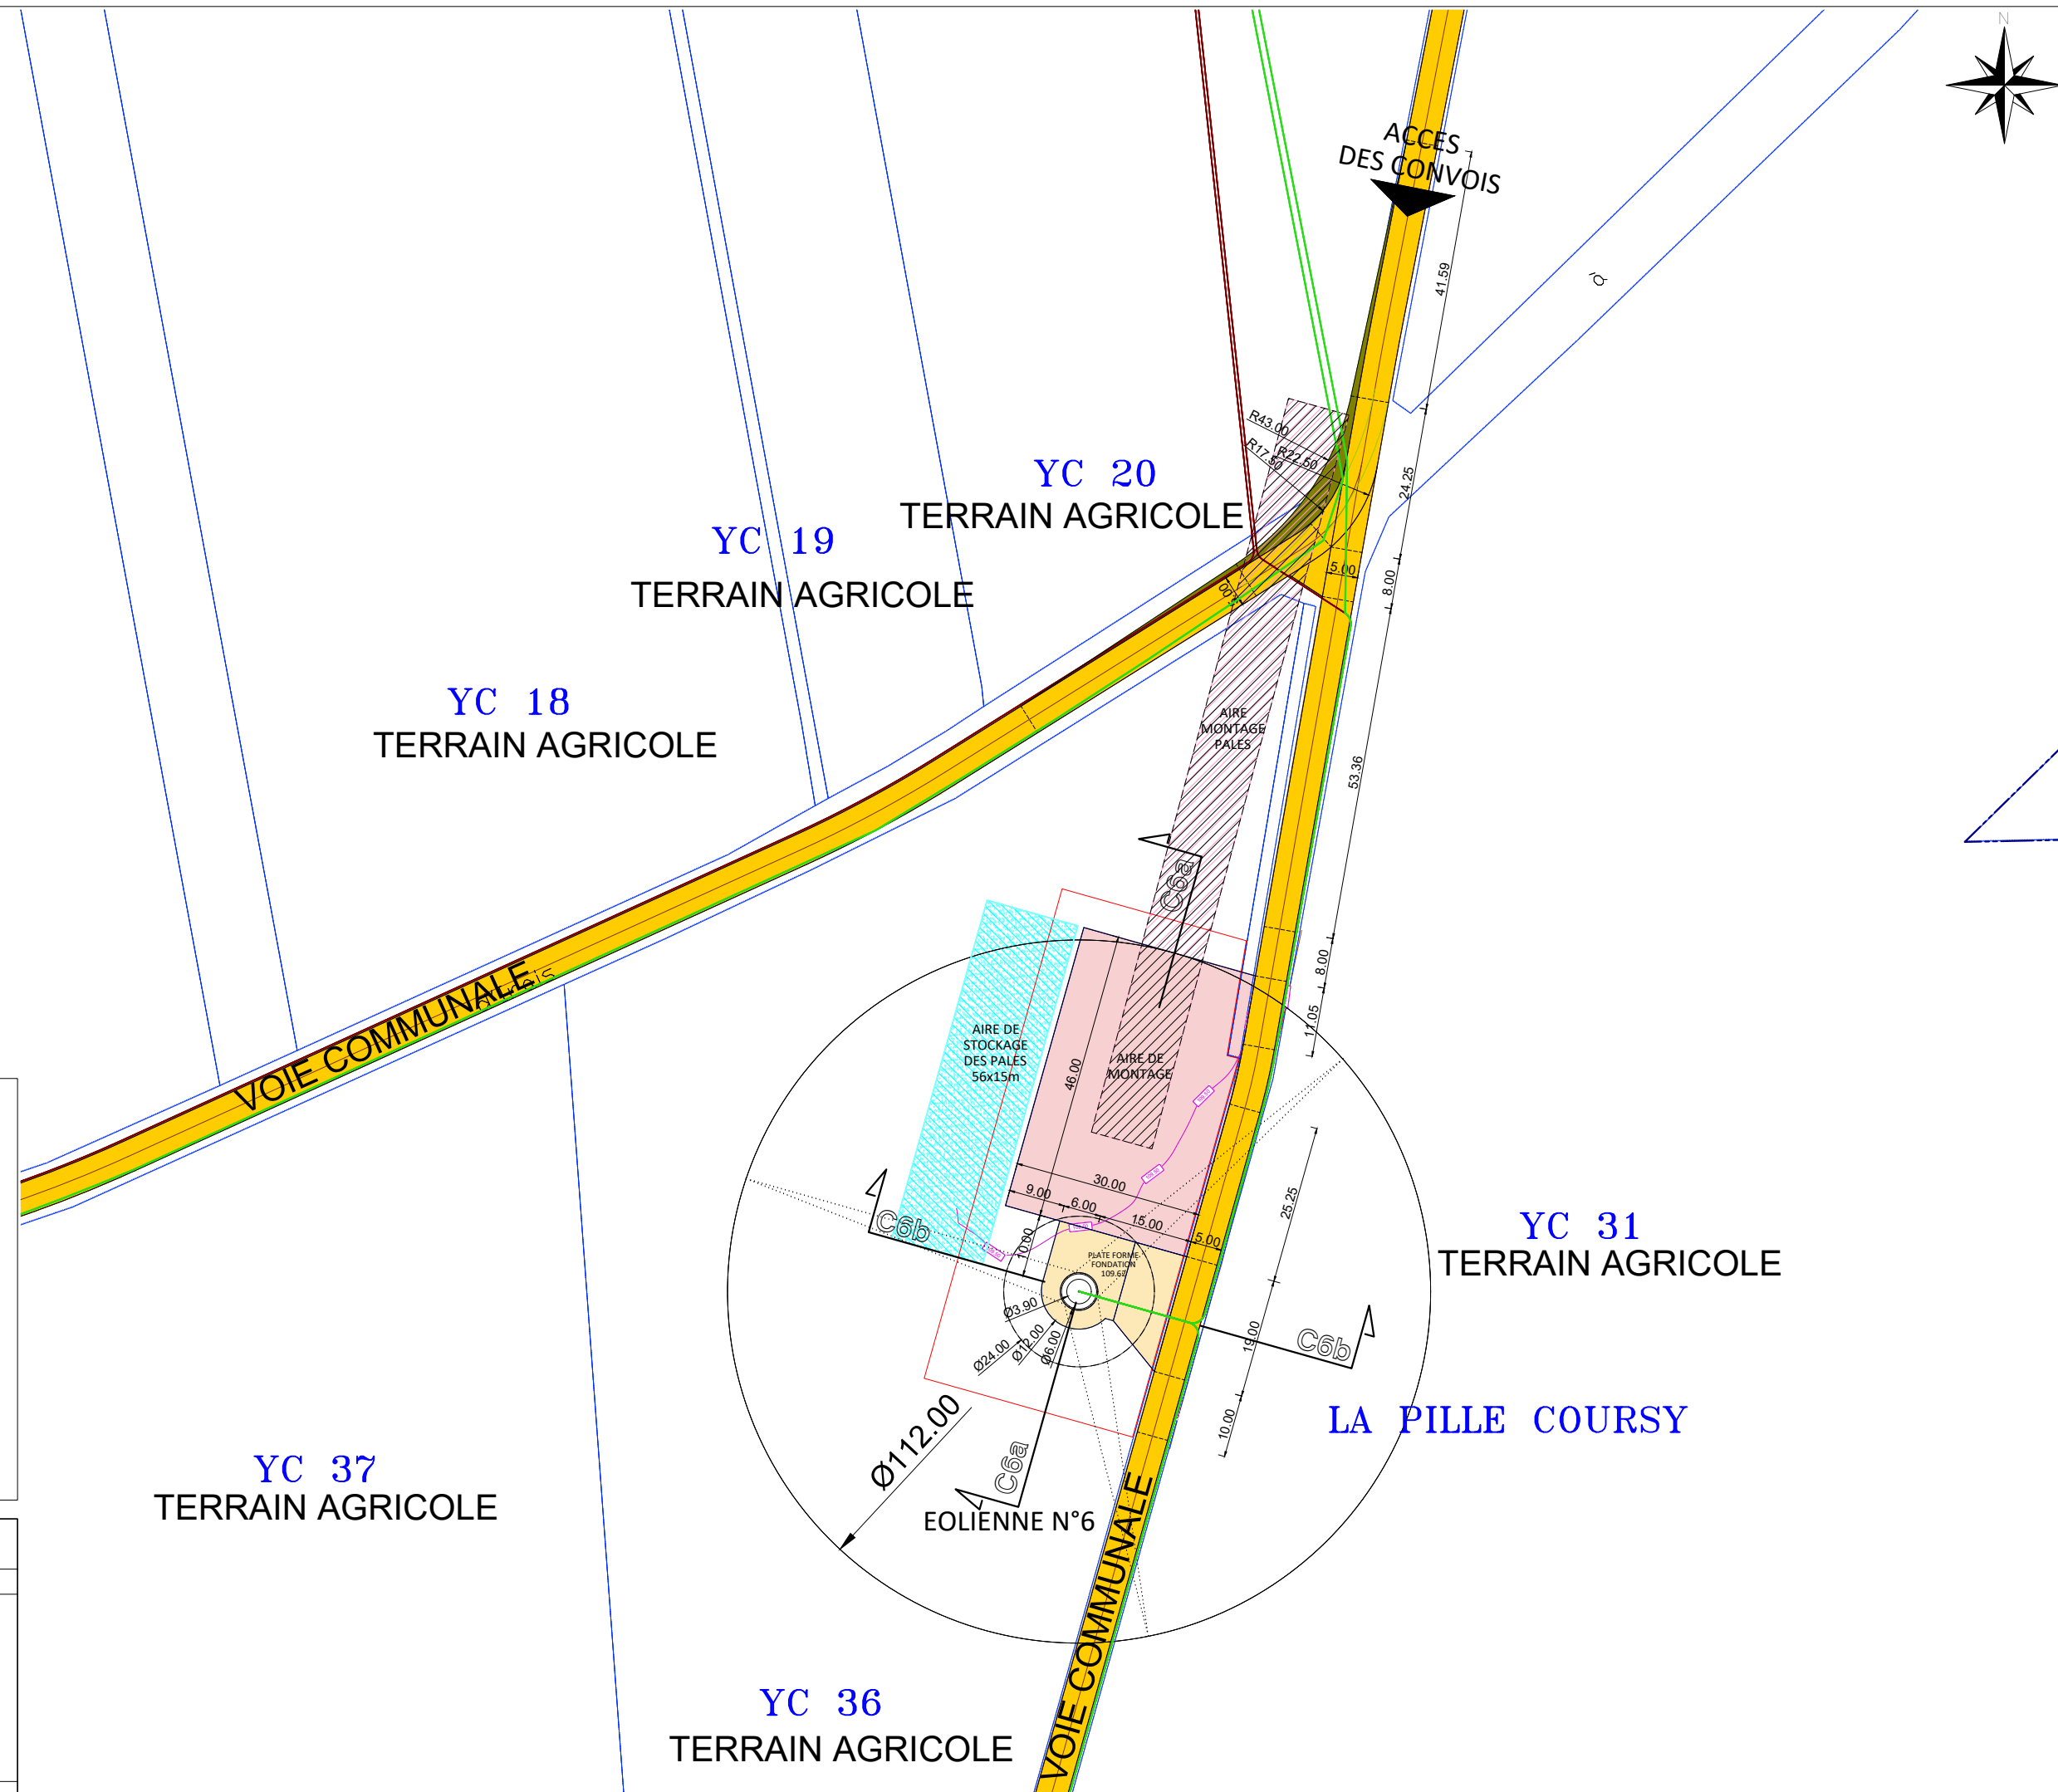 N
ACCES
DES CONVOIS
41.59
R43.00
R22.50
R17.50
24.25
YC 20
TERRAIN AGRICOLE
YC 19
TERRAIN AGRICOLE
5.00
8.00
YC 18
TERRAIN AGRICOLE
AIRE
MONTAGE
PALES
53.36
C6a
VOIE COMMUNALE
8.00
11.05
AIRE DE
STOCKAGE
DES PALES
56x15m
46.00
AIRE DE
MONTAGE
30.00
9.00
6.00
15.00
5.00
25.25
C6b
10.00
PLATE FORME
FONDATION
109.62
YC 31
TERRAIN AGRICOLE
Ø3.90
Ø24.00
Ø12.00
Ø6.00
19.00
C6b
10.00
LA PILLE COURSY
Ø112.00
C6a
EOLIENNE N°6
YC 37
TERRAIN AGRICOLE
VOIE COMMUNALE
YC 36
TERRAIN AGRICOLE